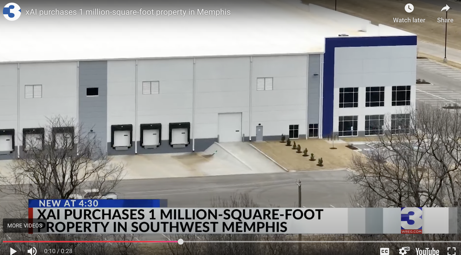 3
xAI purchases 1 million-square-foot property in Memphis
Watch later
Share
NEW AT 4:30
XAI PURCHASES 1 MILLION-SQUARE-FOOT
PROPERTY IN SOUTHWEST MEMPHIS
3
MORE VIDEOS
0:10 / 0:28
YouTube